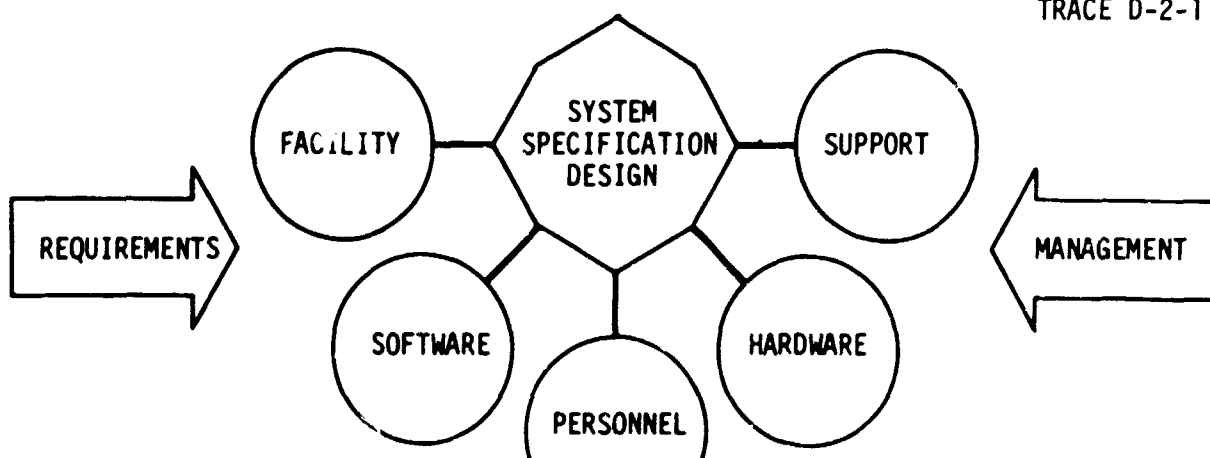 TRACE D-2-1
SYSTEM
SPECIFICATION
DESIGN
FACILITY
SUPPORT
REQUIREMENTS
MANAGEMENT
SOFTWARE
HARDWARE
PERSONNEL